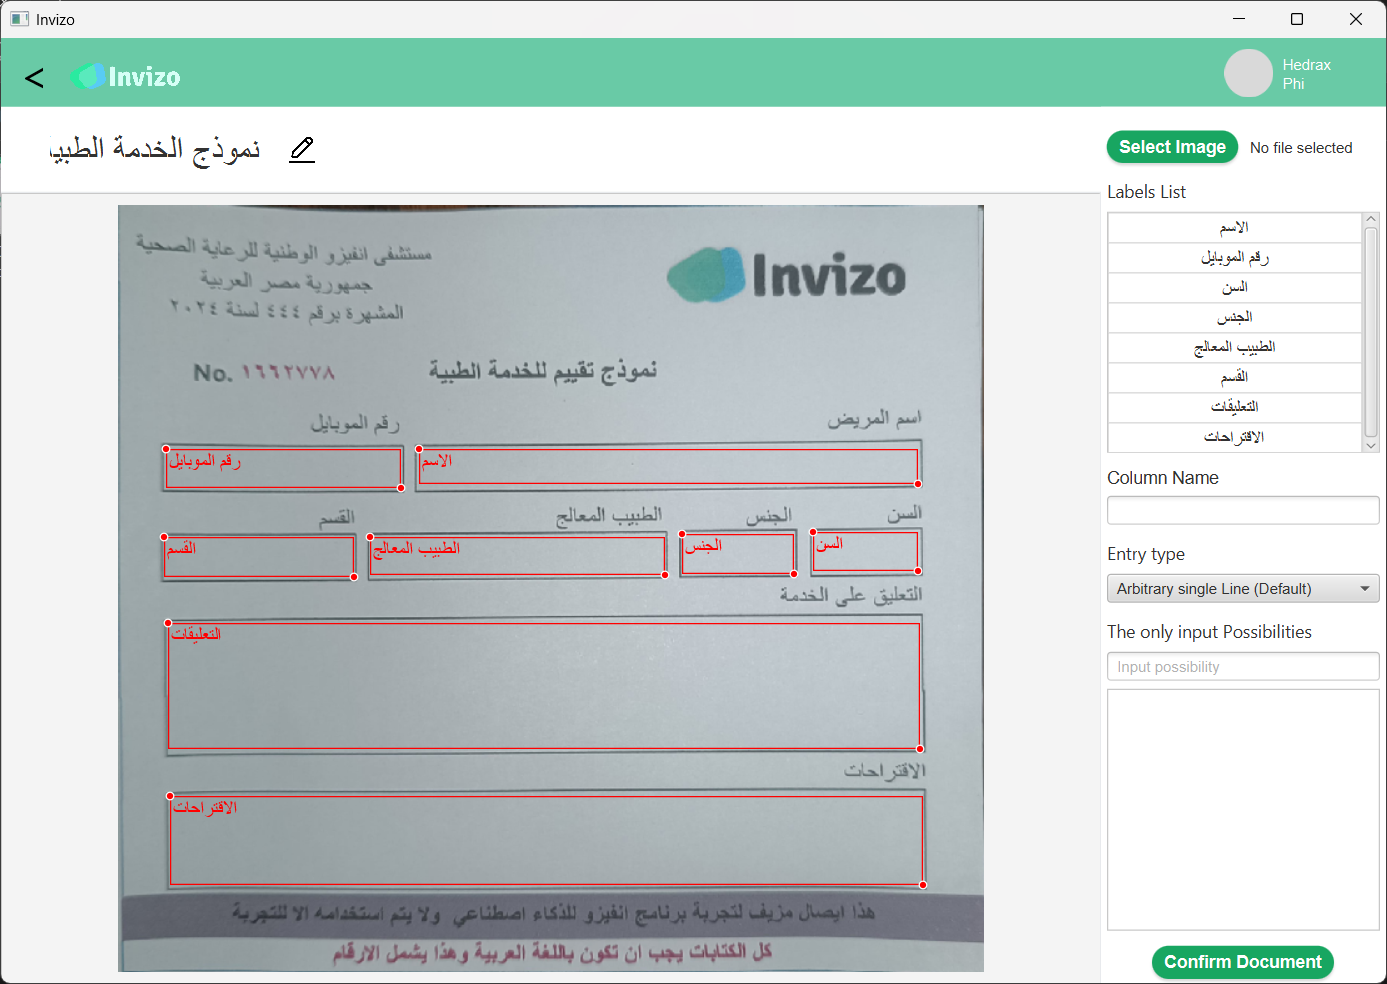 Invizo
<
Invizo
Hedrax
Phi
نموذج الخدمة الطبية
Select Image
No file selected
Labels List
الاسم
رقم الموبايل
السن
الجنس
الطبيب المعالج
القسم
التعليقات
الاقتراحات
Column Name
Entry type
Arbitrary single Line (Default)
The only input Possibilities
Input possibility
Confirm Document
مستشفى انفيزو الوطنية للرعاية الصحية
جمهورية مصر العربية
المشهرة برقم ٤٤٤ لسنة ٢٠٢٤
Invizo
نموذج تقييم للخدمة الطبية
No. ١٦٦٢٧٧٨
اسم المريض
رقم الموبايل
الاسم
رقم الموبايل
السن
الجنس
الطبيب المعالج
القسم
السن
الجنس
الطبيب المعالج
القسم
التعليق على الخدمة
التعليقات
الاقتراحات
الاقتراحات
هذا ايصال مزيف لتجربة برنامج انفيزو للذكاء اصطناعي ولا يتم استخدامه الا للتجربة
كل الكتابات يجب ان تكون باللغة العربية وهذا يشمل الارقام